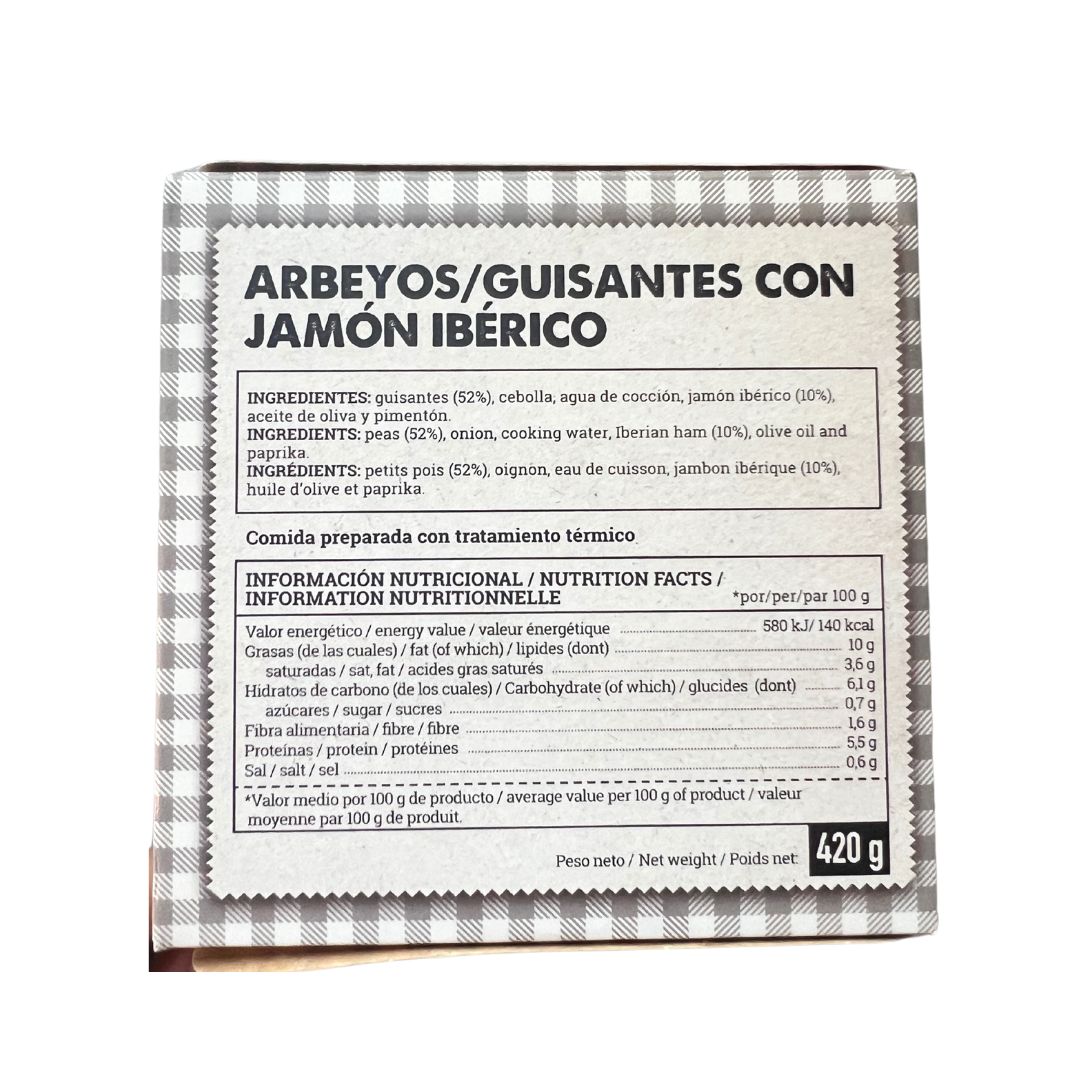 ARBEYOS/GUISANTES CON
JAMÓN IBÉRICO
INGREDIENTES: guisantes (52%), cebolla, agua de cocción, jamón ibérico (10%),
aceite de oliva y pimentón.
INGREDIENTS: peas (52%), onion, cooking water, Iberian ham (10%), olive oil and
paprika.
INGRÉDIENTS: petits pois (52%), oignon, eau de cuisson, jambon ibérique (10%),
huile d'olive et paprika.
Comida preparada con tratamiento térmico
INFORMACIÓN NUTRICIONAL / NUTRITION FACTS /
INFORMATION NUTRITIONNELLE *por/per/par 100 g
Valor energético / energy value / valeur énergétique 580 kJ/ 140 kcal
Grasas (de las cuales) / fat (of which) / lipides (dont) 10 g
saturadas / sat, fat / acides gras saturés 3,6 g
Hidratos de carbono (de los cuales) / Carbohydrate (of which) / glucides (dont) 6,1 g
azúcares / sugar / sucres 0,7 g
Fibra alimentaria / fibre / fibre 1,6 g
Proteínas / protein / protéines 5,5 g
Sal / salt / sel 0,6 g
*Valor medio por 100 g de producto / average value per 100 g of product / valeur
moyenne par 100 g de produit.
Peso neto / Net weight / Poids net: 420 g